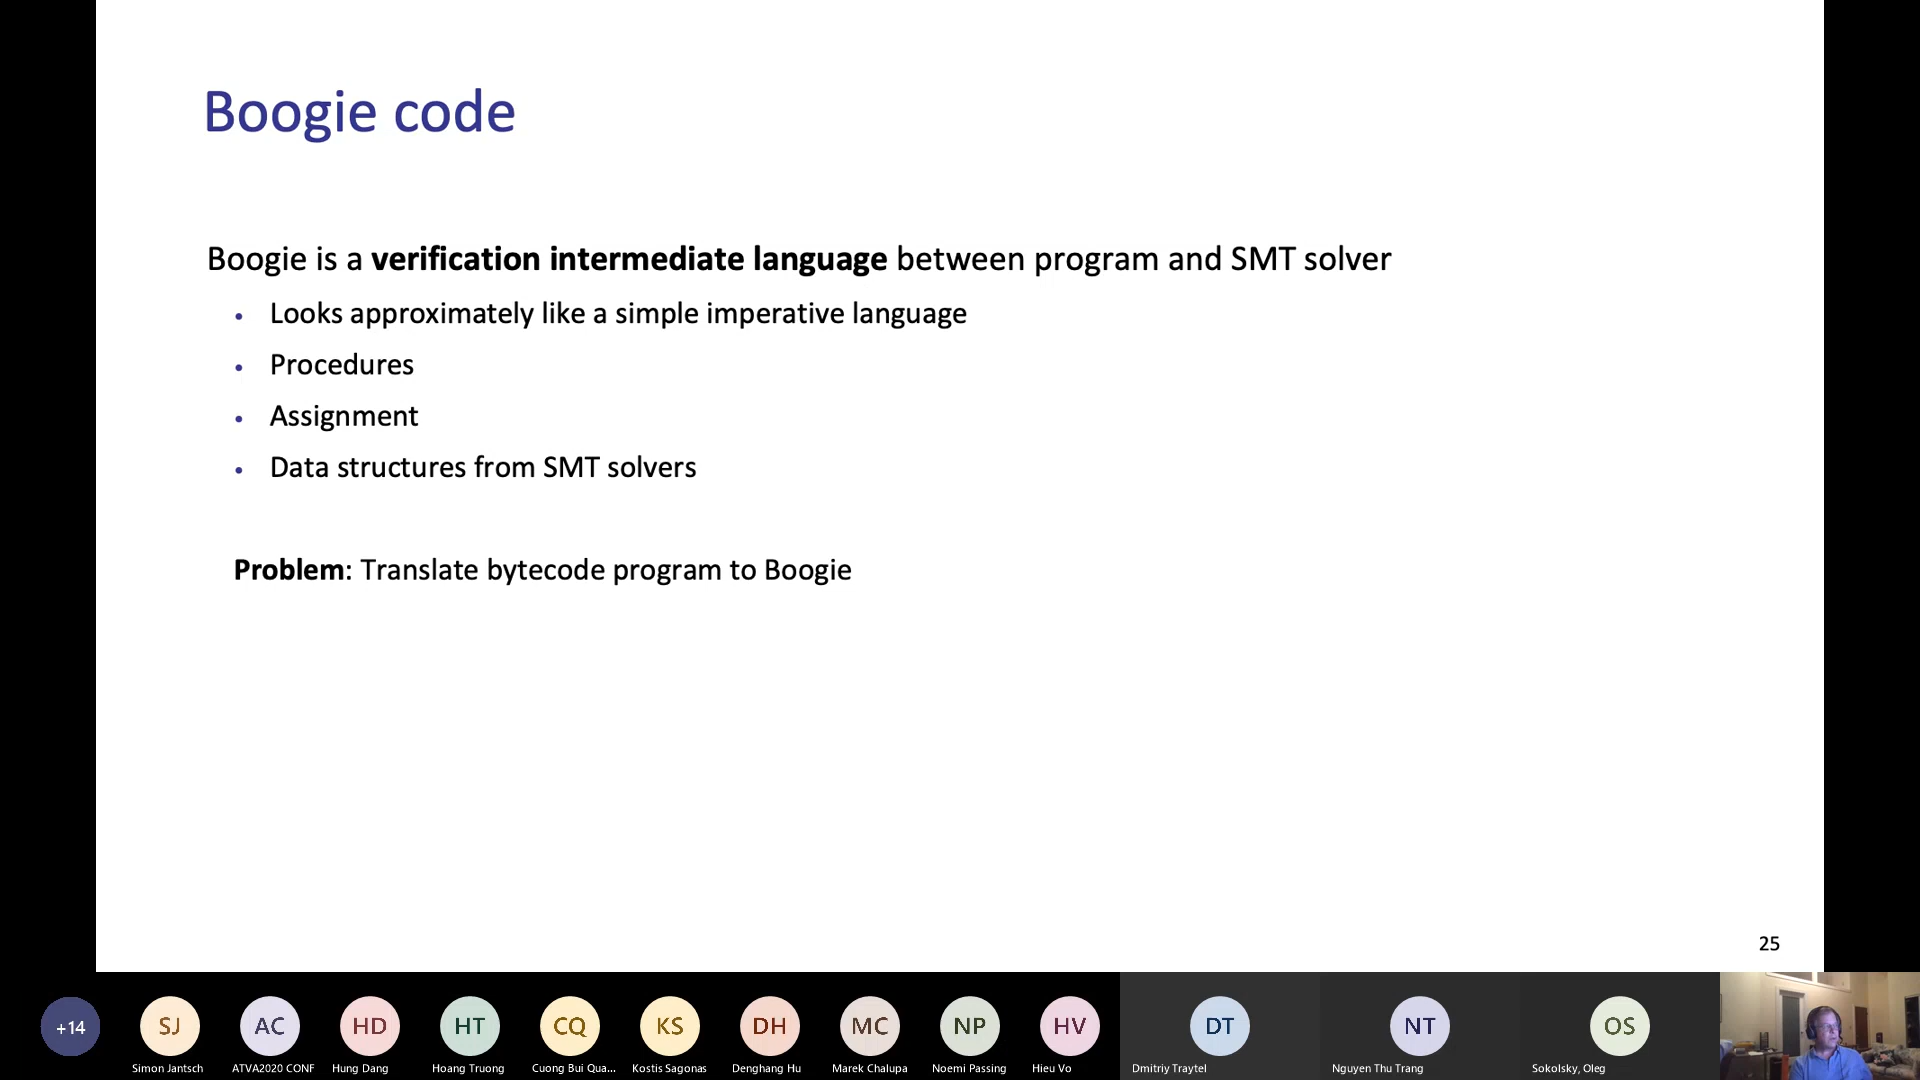 Boogie code
Boogie is a verification intermediate language between program and SMT solver
• Looks approximately like a simple imperative language
• Procedures
• Assignment
• Data structures from SMT solvers
Problem: Translate bytecode program to Boogie
25
+14
SJ
AC
HD
HT
CQ
KS
DH
MC
NP
HV
DT
NT
OS
Simon Jantsch
ATVA2020 CONF
Hung Dang
Hoang Truong
Cuong Bui Qua...
Kostis Sagonas
Denghang Hu
Marek Chalupa
Noemi Passing
Hieu Vo
Dmitriy Traytel
Nguyen Thu Trang
Sokolsky, Oleg